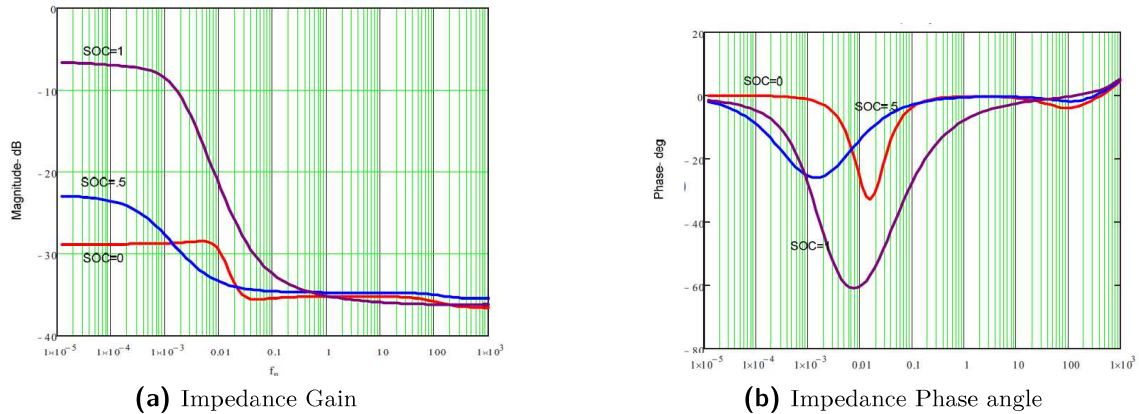 0
SOC=1
- 10
- 20
SOC=.5
- 30
SOC=0
- 40
Magnitude- dB
1×10⁻⁵
1×10⁻⁴
1×10⁻³
0.01
0.1
1
10
100
1×10³
(a) Impedance Gain
20
SOC=0
0
SOC=.5
- 20
- 40
SOC=1
- 60
- 80
Phase- deg
1×10⁻⁵
1×10⁻⁴
1×10⁻³
0.01
0.1
1
10
100
1×10³
(b) Impedance Phase angle